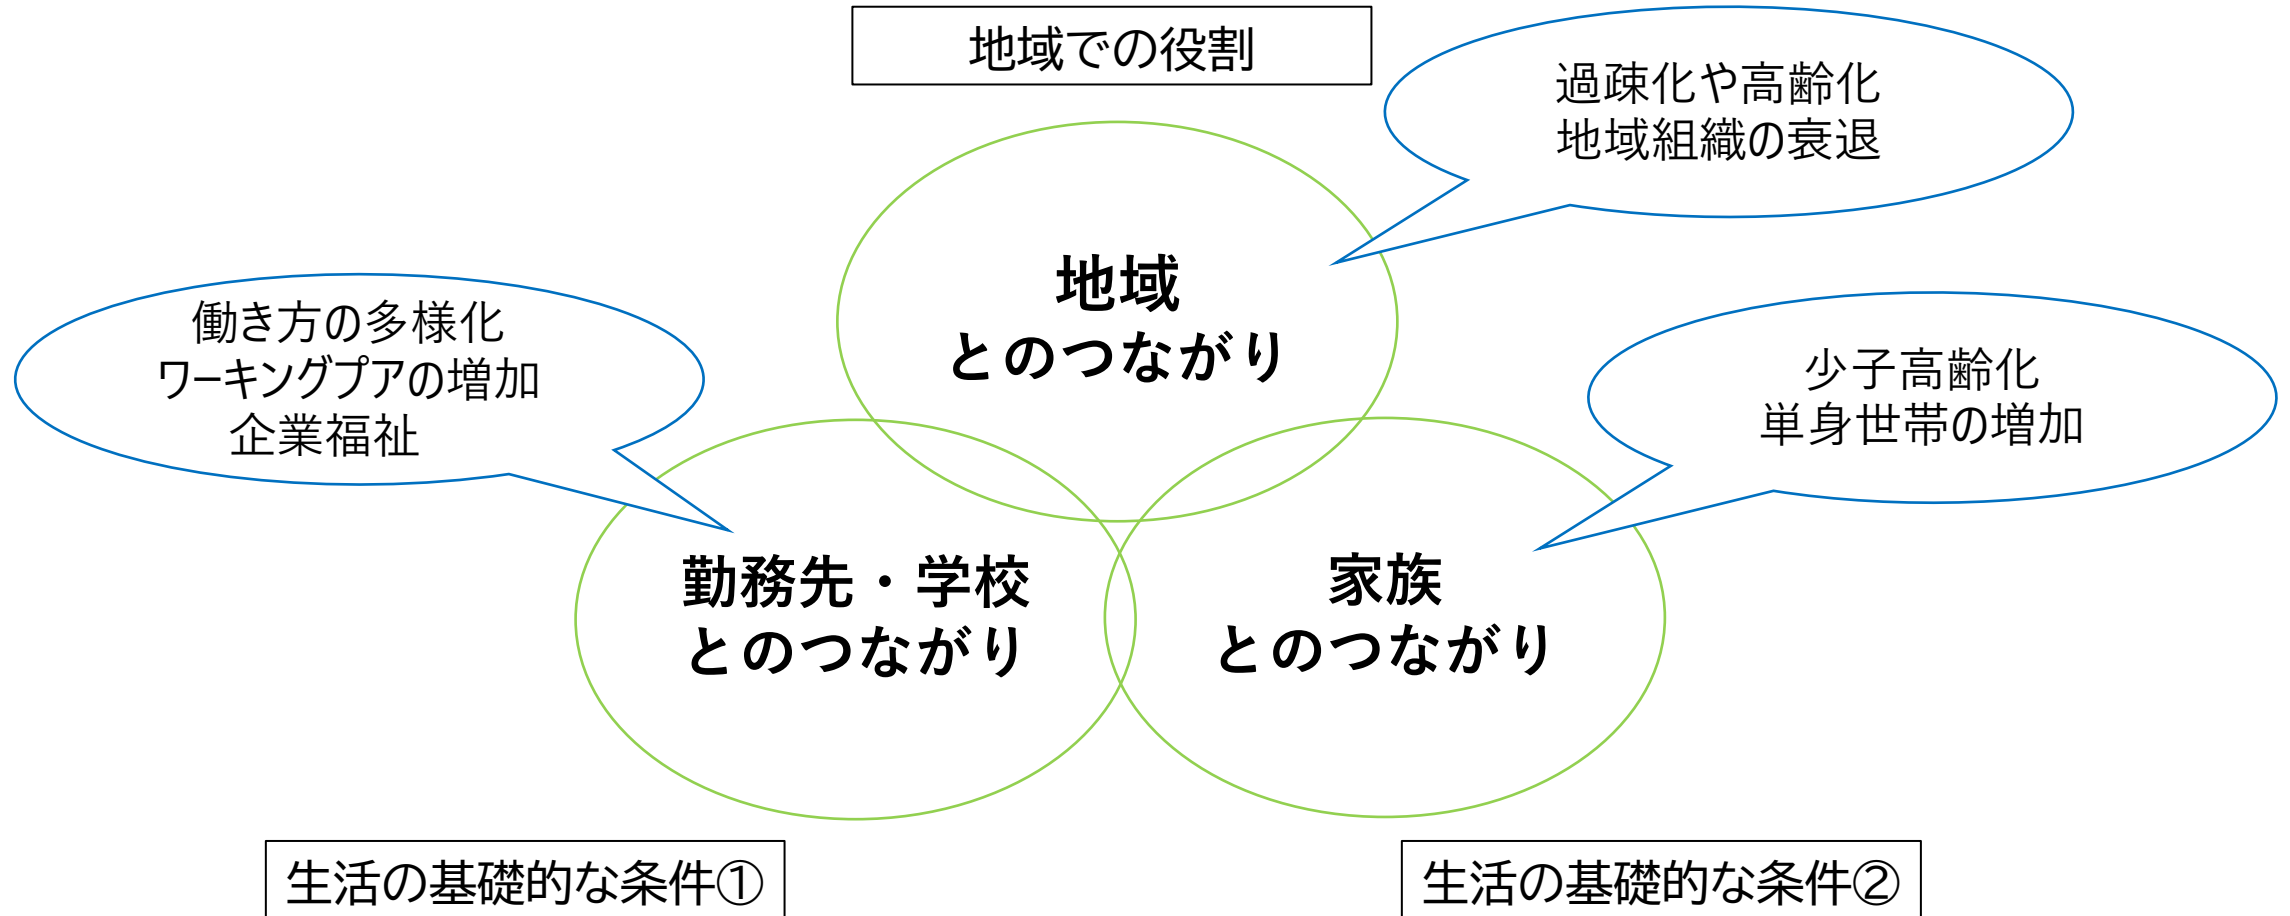 地域での役割
過疎化や高齢化
地域組織の衰退
地域
とのつながり
働き方の多様化
ワーキングプアの増加
企業福祉
少子高齢化
単身世帯の増加
勤務先・学校
とのつながり
家族
とのつながり
生活の基礎的な条件①
生活の基礎的な条件②